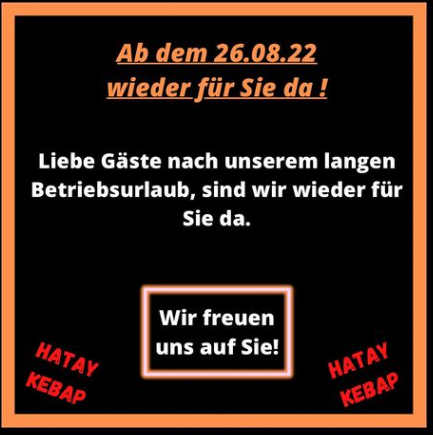 Ab dem 26.08.22
wieder für Sie da !
Liebe Gäste nach unserem langen
Betriebsurlaub, sind wir wieder für
Sie da.
Wir freuen
uns auf Sie!
HATAY
KEBAP
HATAY
KEBAP